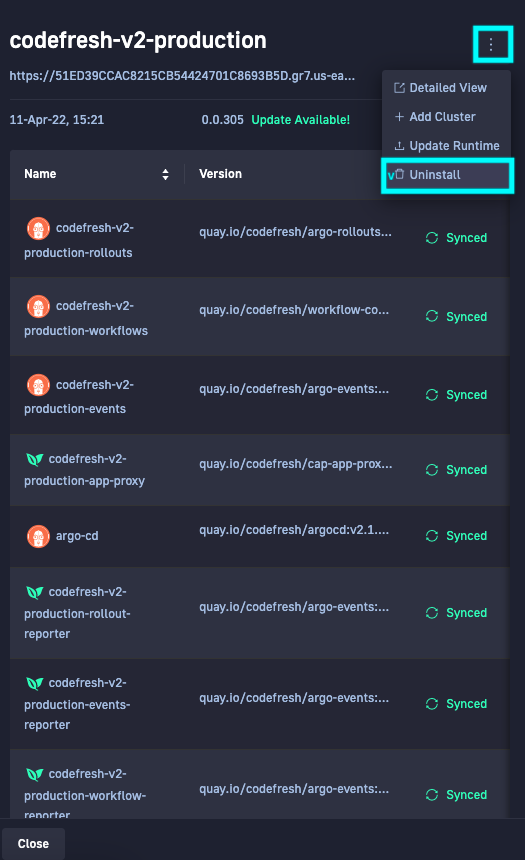 codefresh-v2-production
https://51ED39CCAC8215CB54424701C8693B5D.gr7.us-ea...
Detailed View
Add Cluster
Update Runtime
Uninstall
11-Apr-22, 15:21
0.0.305 Update Available!
Name
Version
codefresh-v2-
production-rollouts
quay.io/codefresh/argo-rollouts...
Synced
codefresh-v2-
production-workflows
quay.io/codefresh/workflow-co...
Synced
codefresh-v2-
production-events
quay.io/codefresh/argo-events:...
Synced
codefresh-v2-
production-app-proxy
quay.io/codefresh/cap-app-prox...
Synced
argo-cd
quay.io/codefresh/argocd:v2.1....
Synced
codefresh-v2-
production-rollout-
reporter
quay.io/codefresh/argo-events:...
Synced
codefresh-v2-
production-events-
reporter
quay.io/codefresh/argo-events:...
Synced
codefresh-v2-
production-workflow-
reporter
quay.io/codefresh/argo-events:...
Synced
Close